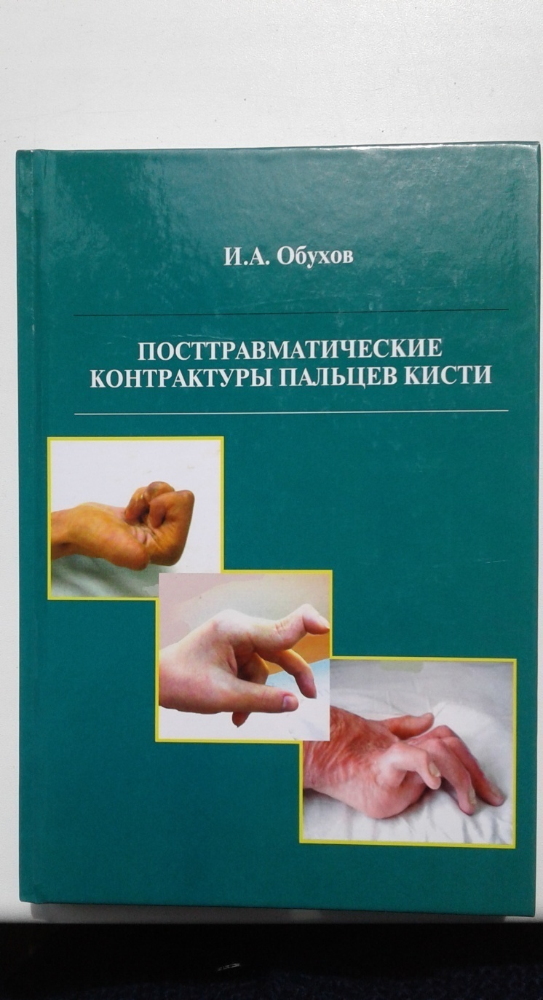 И.А. Обухов
ПОСТТРАВМАТИЧЕСКИЕ
КОНТРАКТУРЫ ПАЛЬЦЕВ КИСТИ